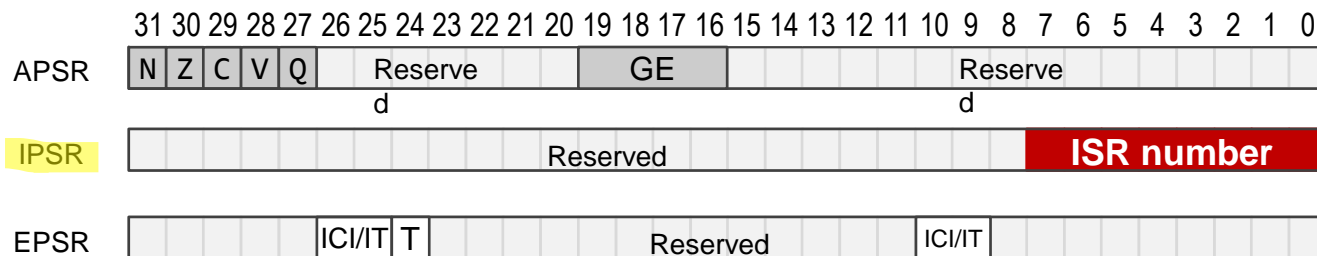 31 30 29 28 27 26 25 24 23 22 21 20 19 18 17 16 15 14 13 12 11 10 9 8 7 6 5 4 3 2 1 0
APSR N Z C V Q Reserve GE Reserve
d d
IPSR Reserved ISR number
EPSR ICI/IT T Reserved ICI/IT